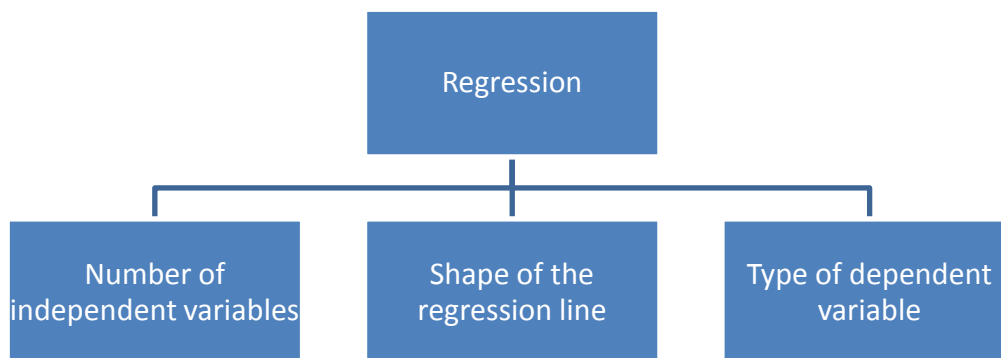 Regression
Number of
independent variables
Shape of the
regression line
Type of dependent
variable